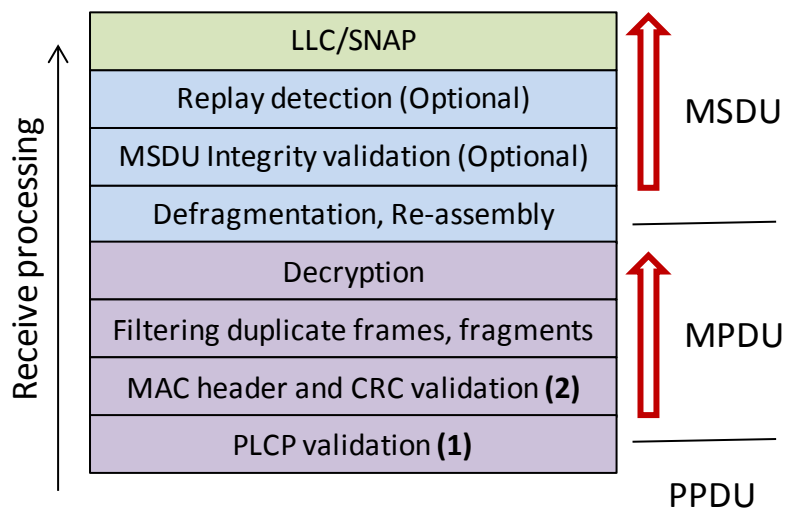 LLC/SNAP
Replay detection (Optional)
MSDU Integrity validation (Optional)
Defragmentation, Re-assembly
Decryption
Filtering duplicate frames, fragments
MAC header and CRC validation (2)
PLCP validation (1)
Receive processing
MSDU
MPDU
PPDU